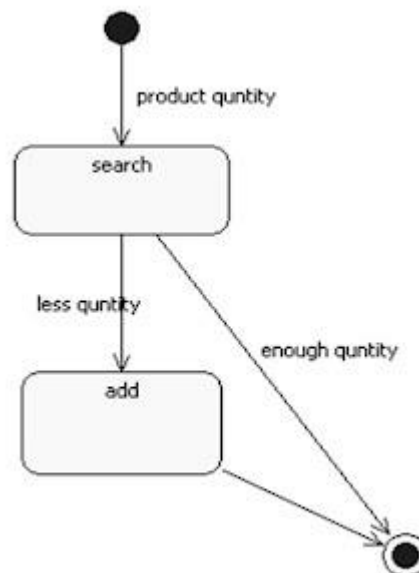 product quntity
search
less quntity
enough quntity
add